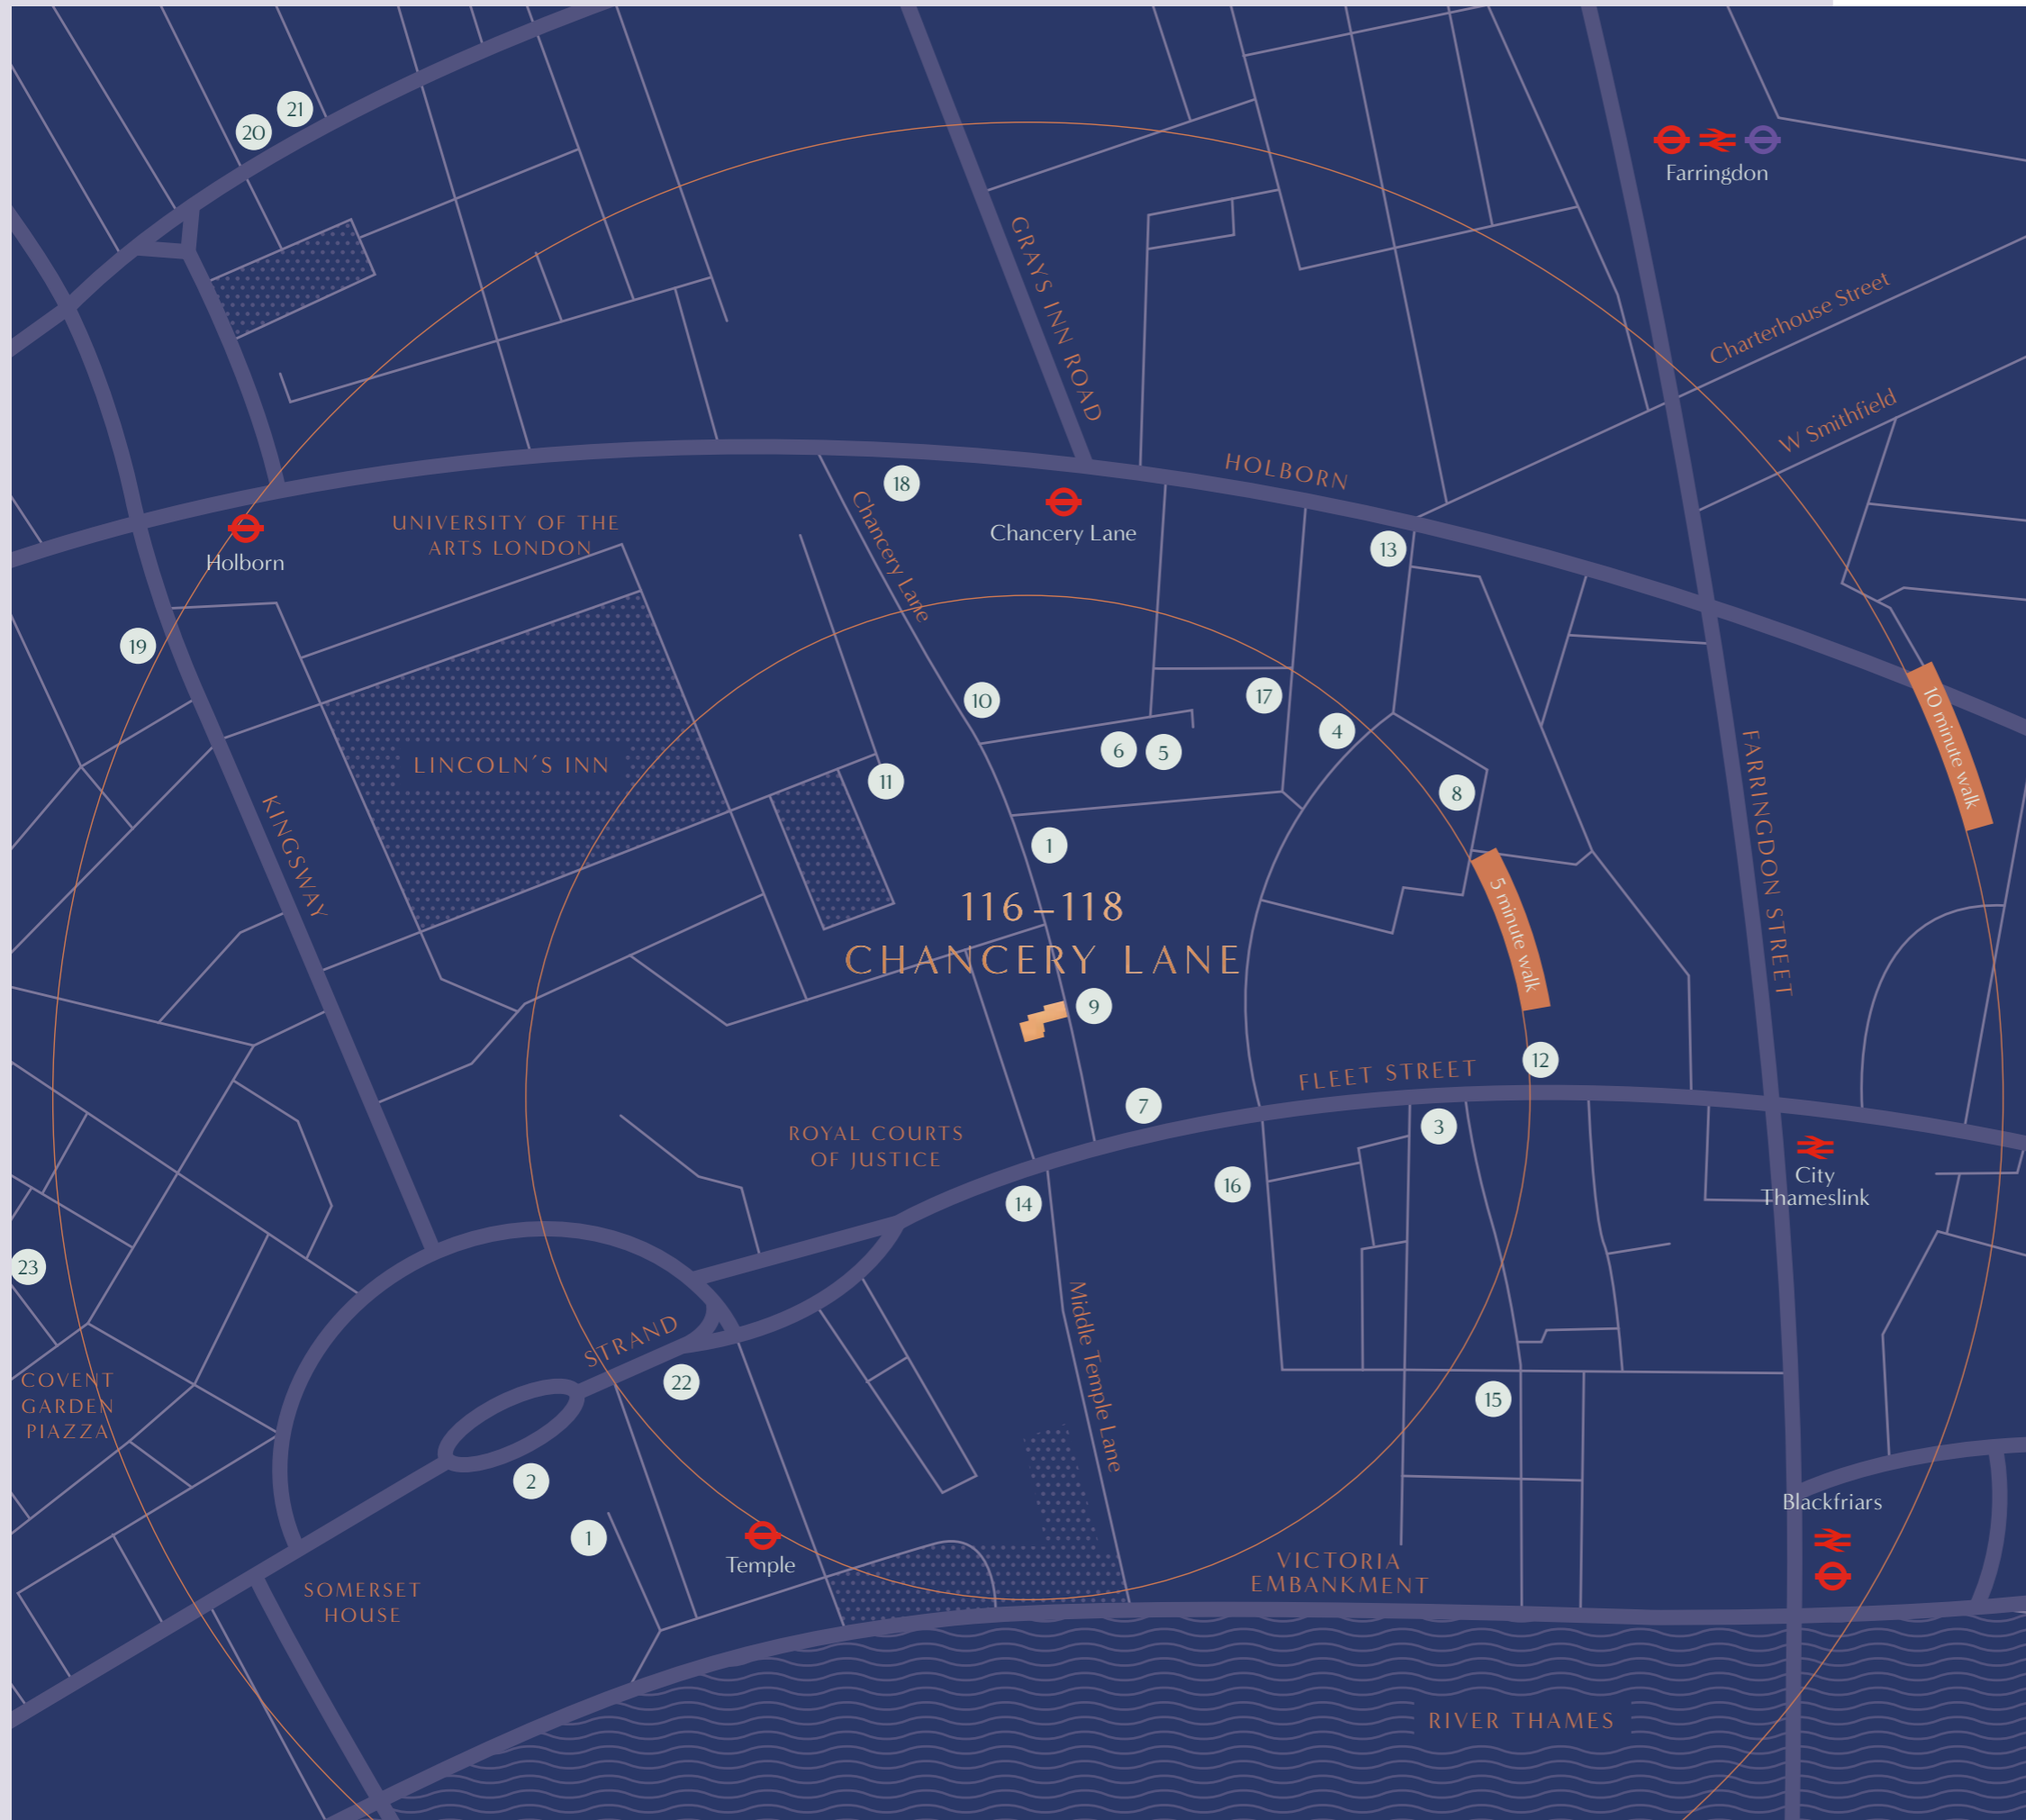 21
20
Farringdon
GRAYS INN ROAD
Charterhouse Street
W Smithfield
HOLBORN
18
Chancery Lane
Chancery Lane
UNIVERSITY OF THE
ARTS LONDON
Holborn
13
19
10
17
4
6
5
LINCOLN´S INN
11
8
10 minute walk
KINGSWAY
1
FARRINGDON STREET
5 minute walk
116–118
CHANCERY LANE
9
12
FLEET STREET
7
3
ROYAL COURTS
OF JUSTICE
City
Thameslink
16
14
23
STRAND
Middle Temple Lane
22
COVENT
GARDEN
PIAZZA
15
2
Blackfriars
1
Temple
VICTORIA
EMBANKMENT
SOMERSET
HOUSE
RIVER THAMES